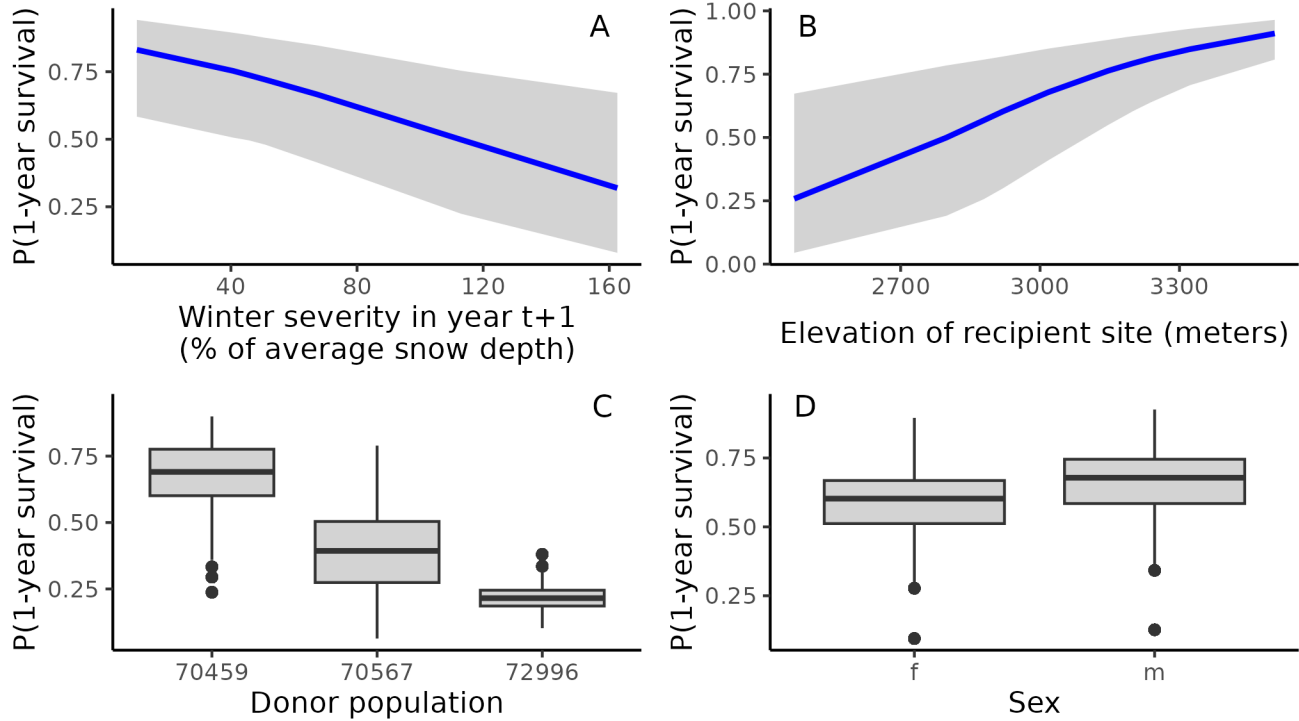 P(1-year survival)
0.75
0.50
0.25
A
40
80
120
160
Winter severity in year t+1
(% of average snow depth)
P(1-year survival)
1.00
0.75
0.50
0.25
0.00
B
2700
3000
3300
Elevation of recipient site (meters)
P(1-year survival)
0.75
0.50
0.25
C
70459
70567
72996
Donor population
P(1-year survival)
0.75
0.50
0.25
D
f
m
Sex